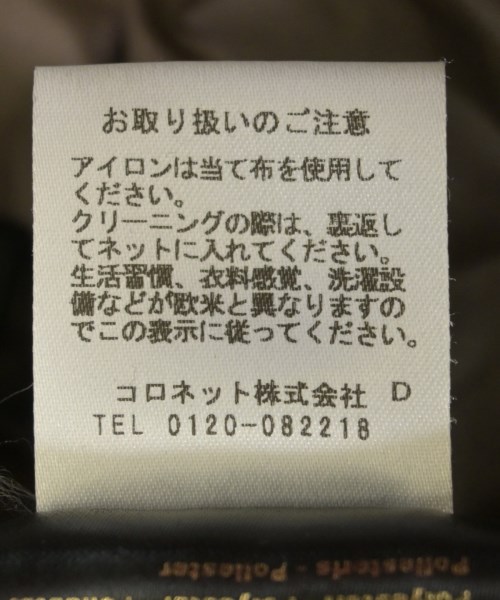 お取り扱いのご注意
アイロンは当て布を使用して
ください。
クリーニングの際は、裏返し
てネットに入れてください。
生活習慣、衣料感覚、洗濯設
備などが欧米と異なりますの
でこの表示に従ってください。
コロネット株式会社 D
TEL 0120-082218
Poliesteris - Poliester